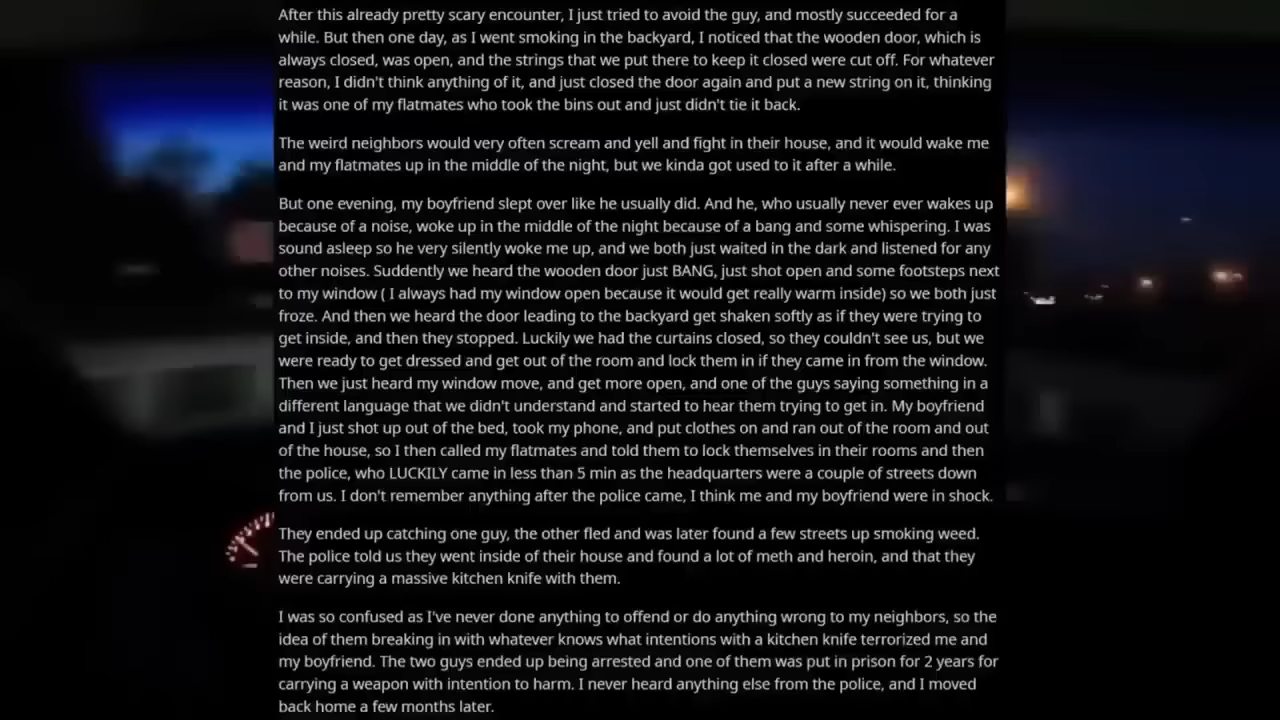 After this already pretty scary encounter, I just tried to avoid the guy, and mostly succeeded for a
while. But then one day, as I went smoking in the backyard, I noticed that the wooden door, which is
always closed, was open, and the strings that we put there to keep it closed were cut off. For whatever
reason, I didn't think anything of it, and just closed the door again and put a new string on it, thinking
it was one of my flatmates who took the bins out and just didn't tie it back.
The weird neighbors would very often scream and yell and fight in their house, and it would wake me
and my flatmates up in the middle of the night, but we kinda got used to it after a while.
But one evening, my boyfriend slept over like he usually did. And he, who usually never ever wakes up
because of a noise, woke up in the middle of the night because of a bang and some whispering. I was
sound asleep so he very silently woke me up, and we both just waited in the dark and listened for any
other noises. Suddently we heard the wooden door just BANG, just shot open and some footsteps next
to my window ( I always had my window open because it would get really warm inside) so we both just
froze. And then we heard the door leading to the backyard get shaken softly as if they were trying to
get inside, and then they stopped. Luckily we had the curtains closed, so they couldn't see us, but we
were ready to get dressed and get out of the room and lock them in if they came in from the window.
Then we just heard my window move, and get more open, and one of the guys saying something in a
different language that we didn't understand and started to hear them trying to get in. My boyfriend
and I just shot up out of the bed, took my phone, and put clothes on and ran out of the room and out
of the house, so I then called my flatmates and told them to lock themselves in their rooms and then
the police, who LUCKILY came in less than 5 min as the headquarters were a couple of streets down
from us. I don't remember anything after the police came, I think me and my boyfriend were in shock.
They ended up catching one guy, the other fled and was later found a few streets up smoking weed.
The police told us they went inside of their house and found a lot of meth and heroin, and that they
were carrying a massive kitchen knife with them.
I was so confused as I've never done anything to offend or do anything wrong to my neighbors, so the
idea of them breaking in with whatever knows what intentions with a kitchen knife terrorized me and
my boyfriend. The two guys ended up being arrested and one of them was put in prison for 2 years for
carrying a weapon with intention to harm. I never heard anything else from the police, and I moved
back home a few months later.